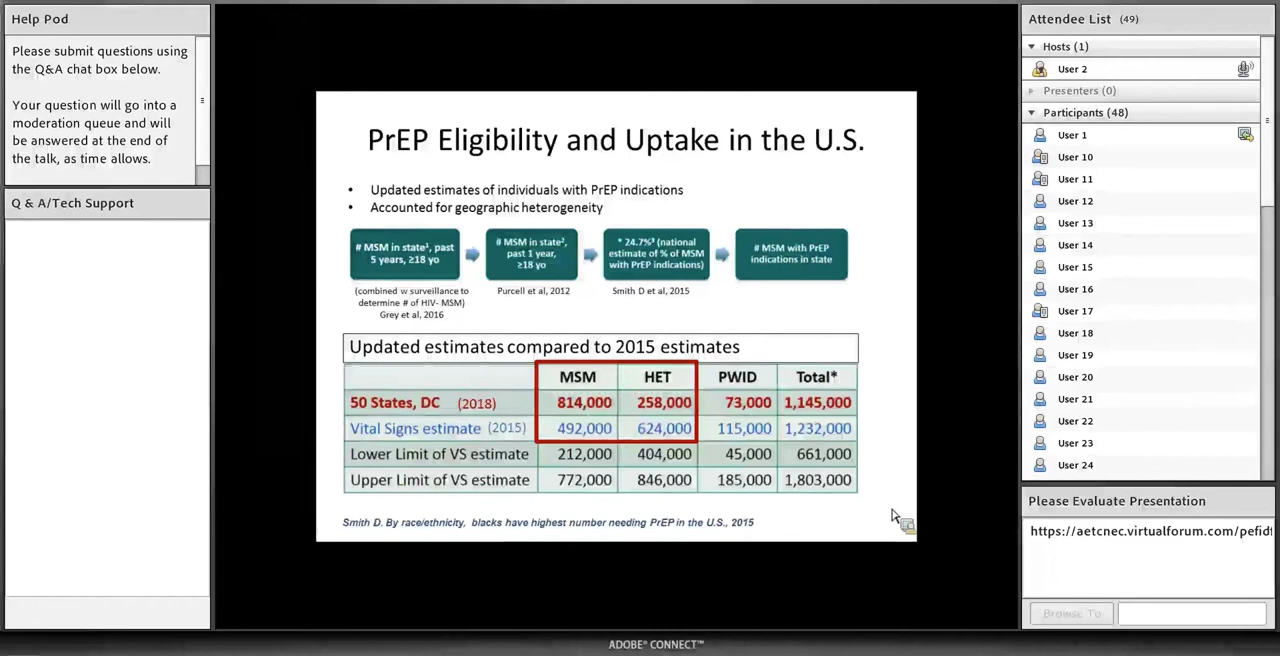 Help Pod
Please submit questions using
the Q&A chat box below.
Your question will go into a
moderation queue and will
be answered at the end of
the talk, as time allows.
Q & A/Tech Support
PrEP Eligibility and Uptake in the U.S.
• Updated estimates of individuals with PrEP indications
• Accounted for geographic heterogeneity
# MSM in state¹, past
5 years, ≥18 yo
(combined w surveillance to
determine # of HIV- MSM)
Grey et al, 2016
# MSM in state²,
past 1 year,
≥18 yo
Purcell et al, 2012
* 24.7%³ (national
estimate of % of MSM
with PrEP indications)
Smith D et al, 2015
# MSM with PrEP
indications in state
Updated estimates compared to 2015 estimates
MSM HET PWID Total*
50 States, DC (2018) 814,000 258,000 73,000 1,145,000
Vital Signs estimate (2015) 492,000 624,000 115,000 1,232,000
Lower Limit of VS estimate 212,000 404,000 45,000 661,000
Upper Limit of VS estimate 772,000 846,000 185,000 1,803,000
Smith D. By race/ethnicity, blacks have highest number needing PrEP in the U.S., 2015
Attendee List (49)
Hosts (1)
User 2
Presenters (0)
Participants (48)
User 1
User 10
User 11
User 12
User 13
User 14
User 15
User 16
User 17
User 18
User 19
User 20
User 21
User 22
User 23
User 24
Please Evaluate Presentation
https://aetcnec.virtualforum.com/pefidt
Browse To
ADOBE® CONNECT™